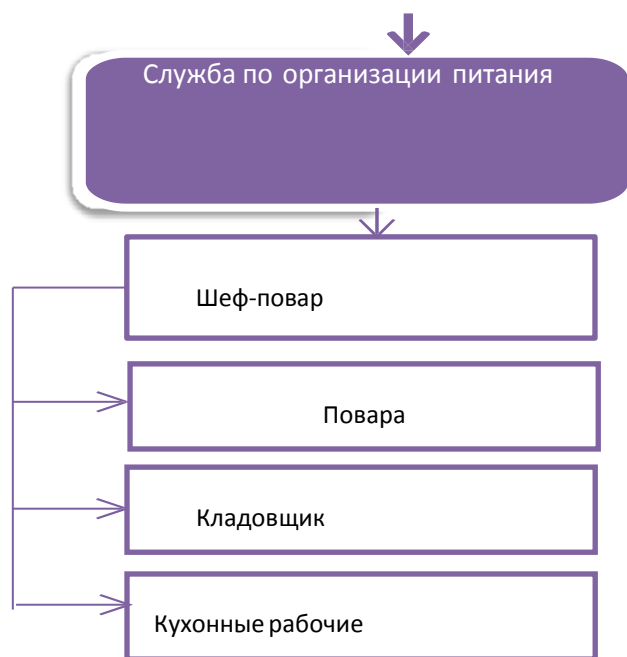 Служба по организации питания
Шеф-повар
Повара
Кладовщик
Кухонные рабочие